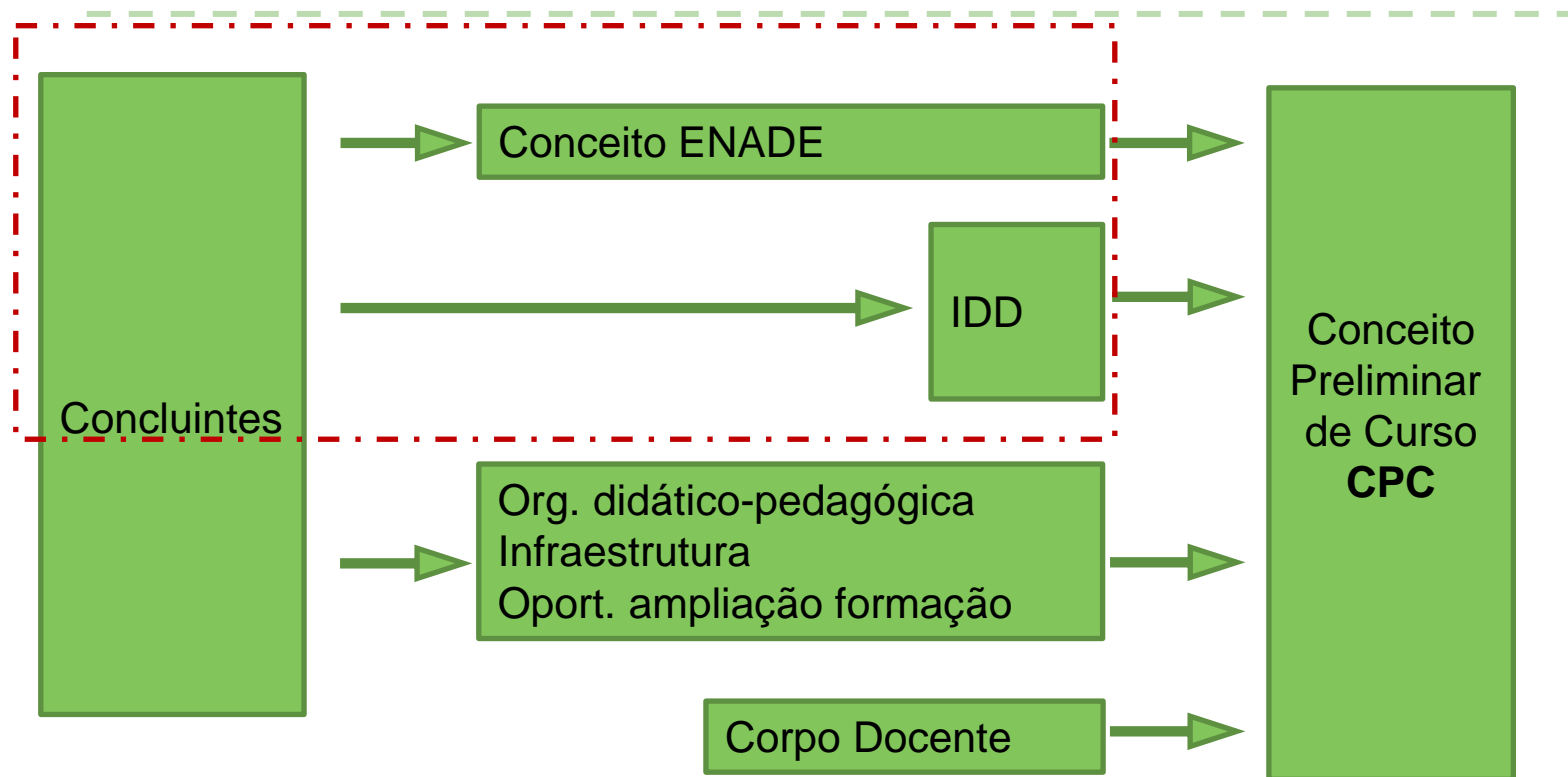 Concluintes
Conceito ENADE
IDD
Org. didático-pedagógica
Infraestrutura
Oport. ampliação formação
Corpo Docente
Conceito
Preliminar
de Curso
CPC